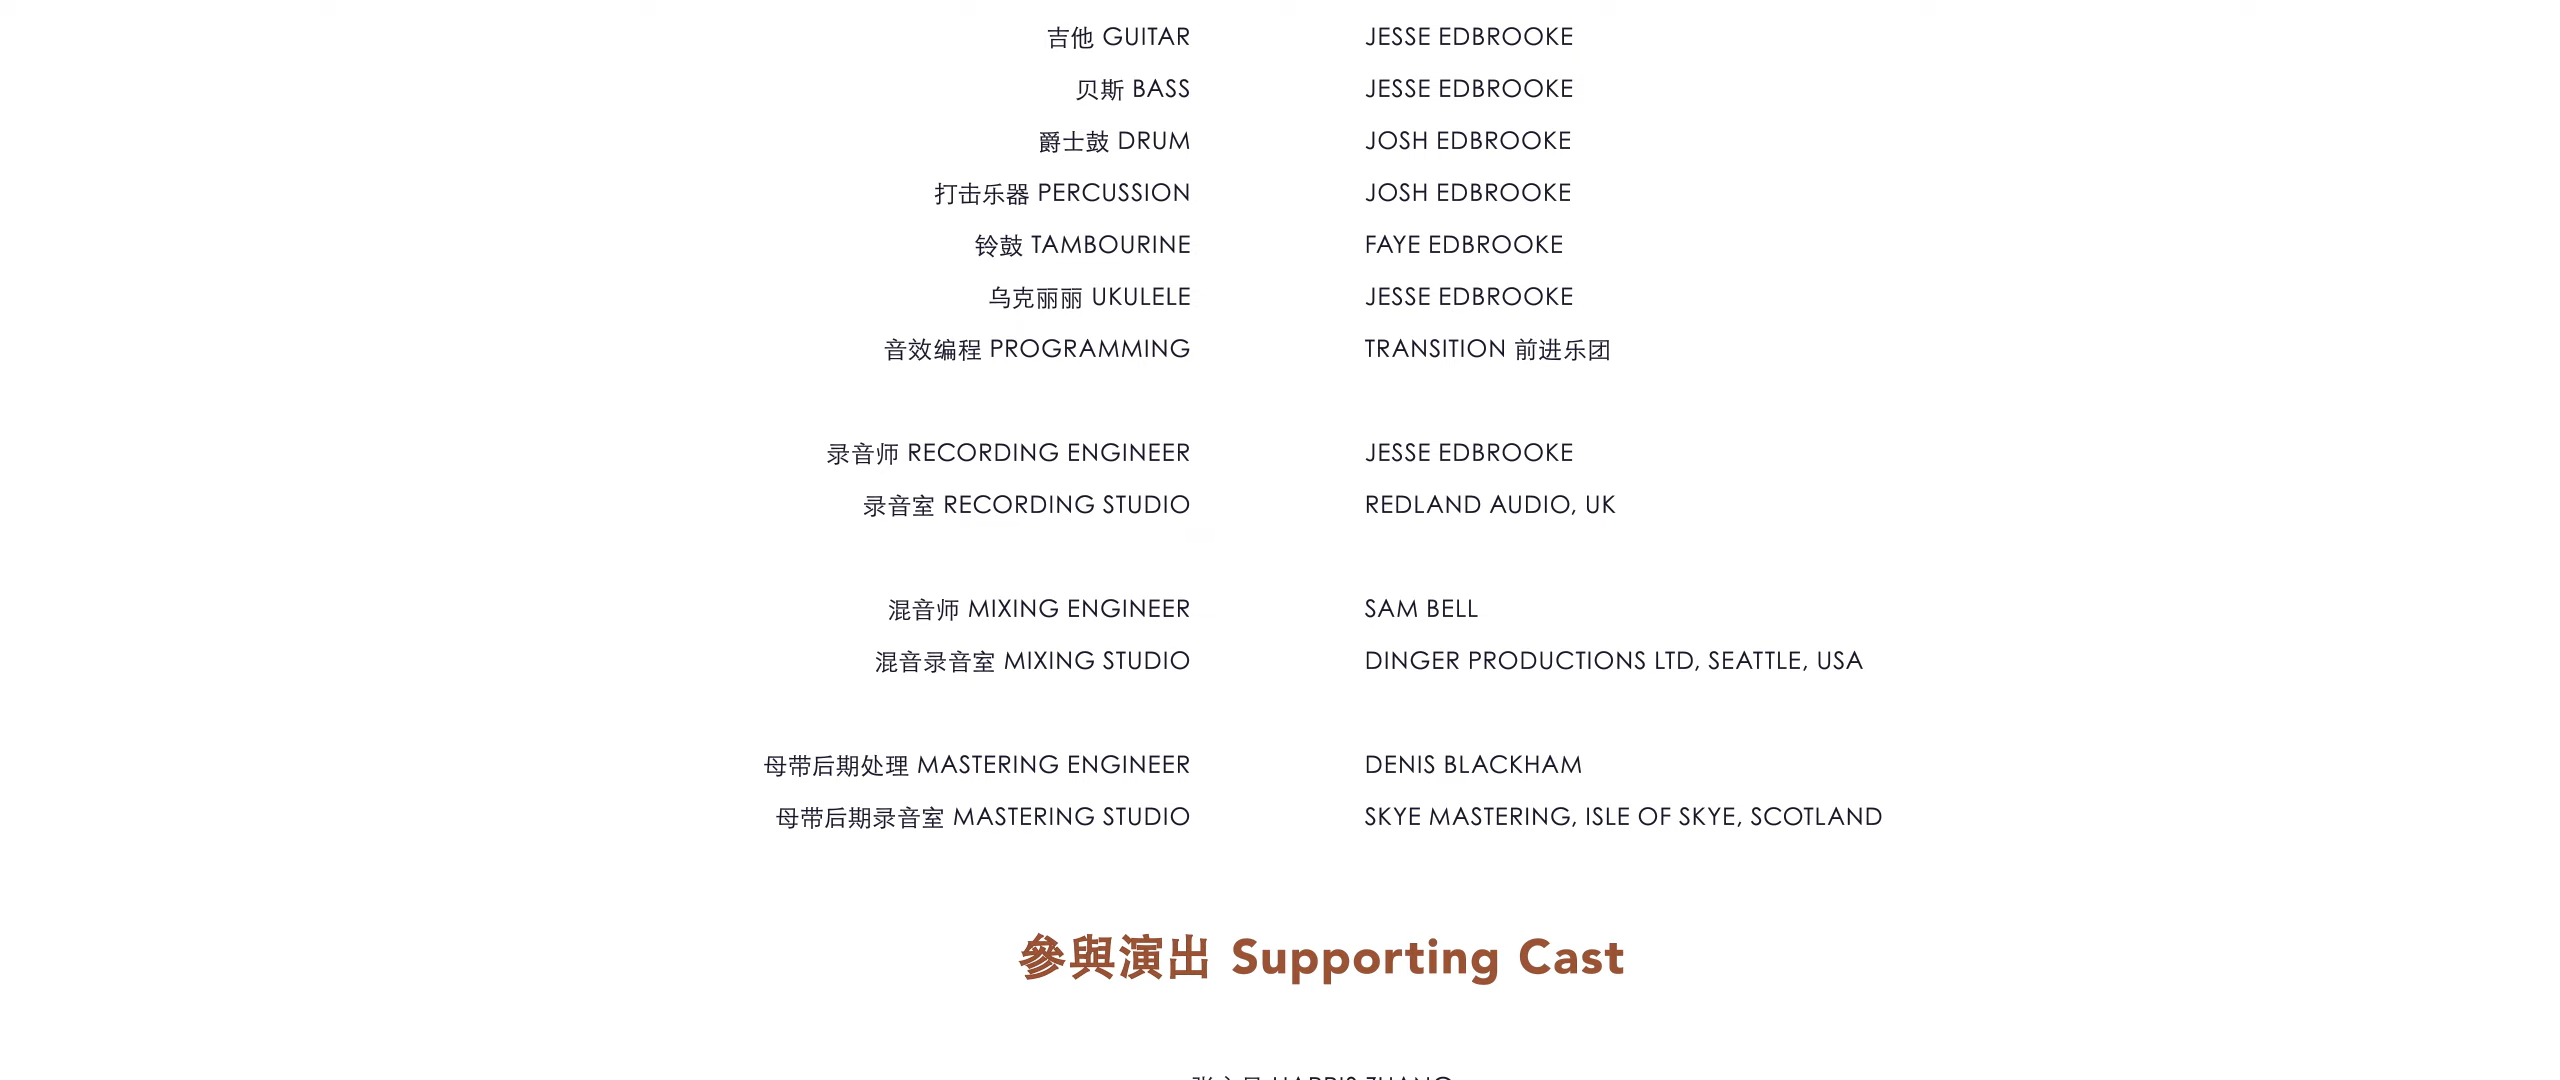 吉他 GUITAR JESSE EDBROOKE
贝斯 BASS JESSE EDBROOKE
爵士鼓 DRUM JOSH EDBROOKE
打击乐器 PERCUSSION JOSH EDBROOKE
铃鼓 TAMBOURINE FAYE EDBROOKE
乌克丽丽 UKULELE JESSE EDBROOKE
音效编程 PROGRAMMING TRANSITION 前进乐团
录音师 RECORDING ENGINEER JESSE EDBROOKE
录音室 RECORDING STUDIO REDLAND AUDIO, UK
混音师 MIXING ENGINEER SAM BELL
混音录音室 MIXING STUDIO DINGER PRODUCTIONS LTD, SEATTLE, USA
母带后期处理 MASTERING ENGINEER DENIS BLACKHAM
母带后期录音室 MASTERING STUDIO SKYE MASTERING, ISLE OF SKYE, SCOTLAND
參與演出 Supporting Cast
HARRIS ZHANG